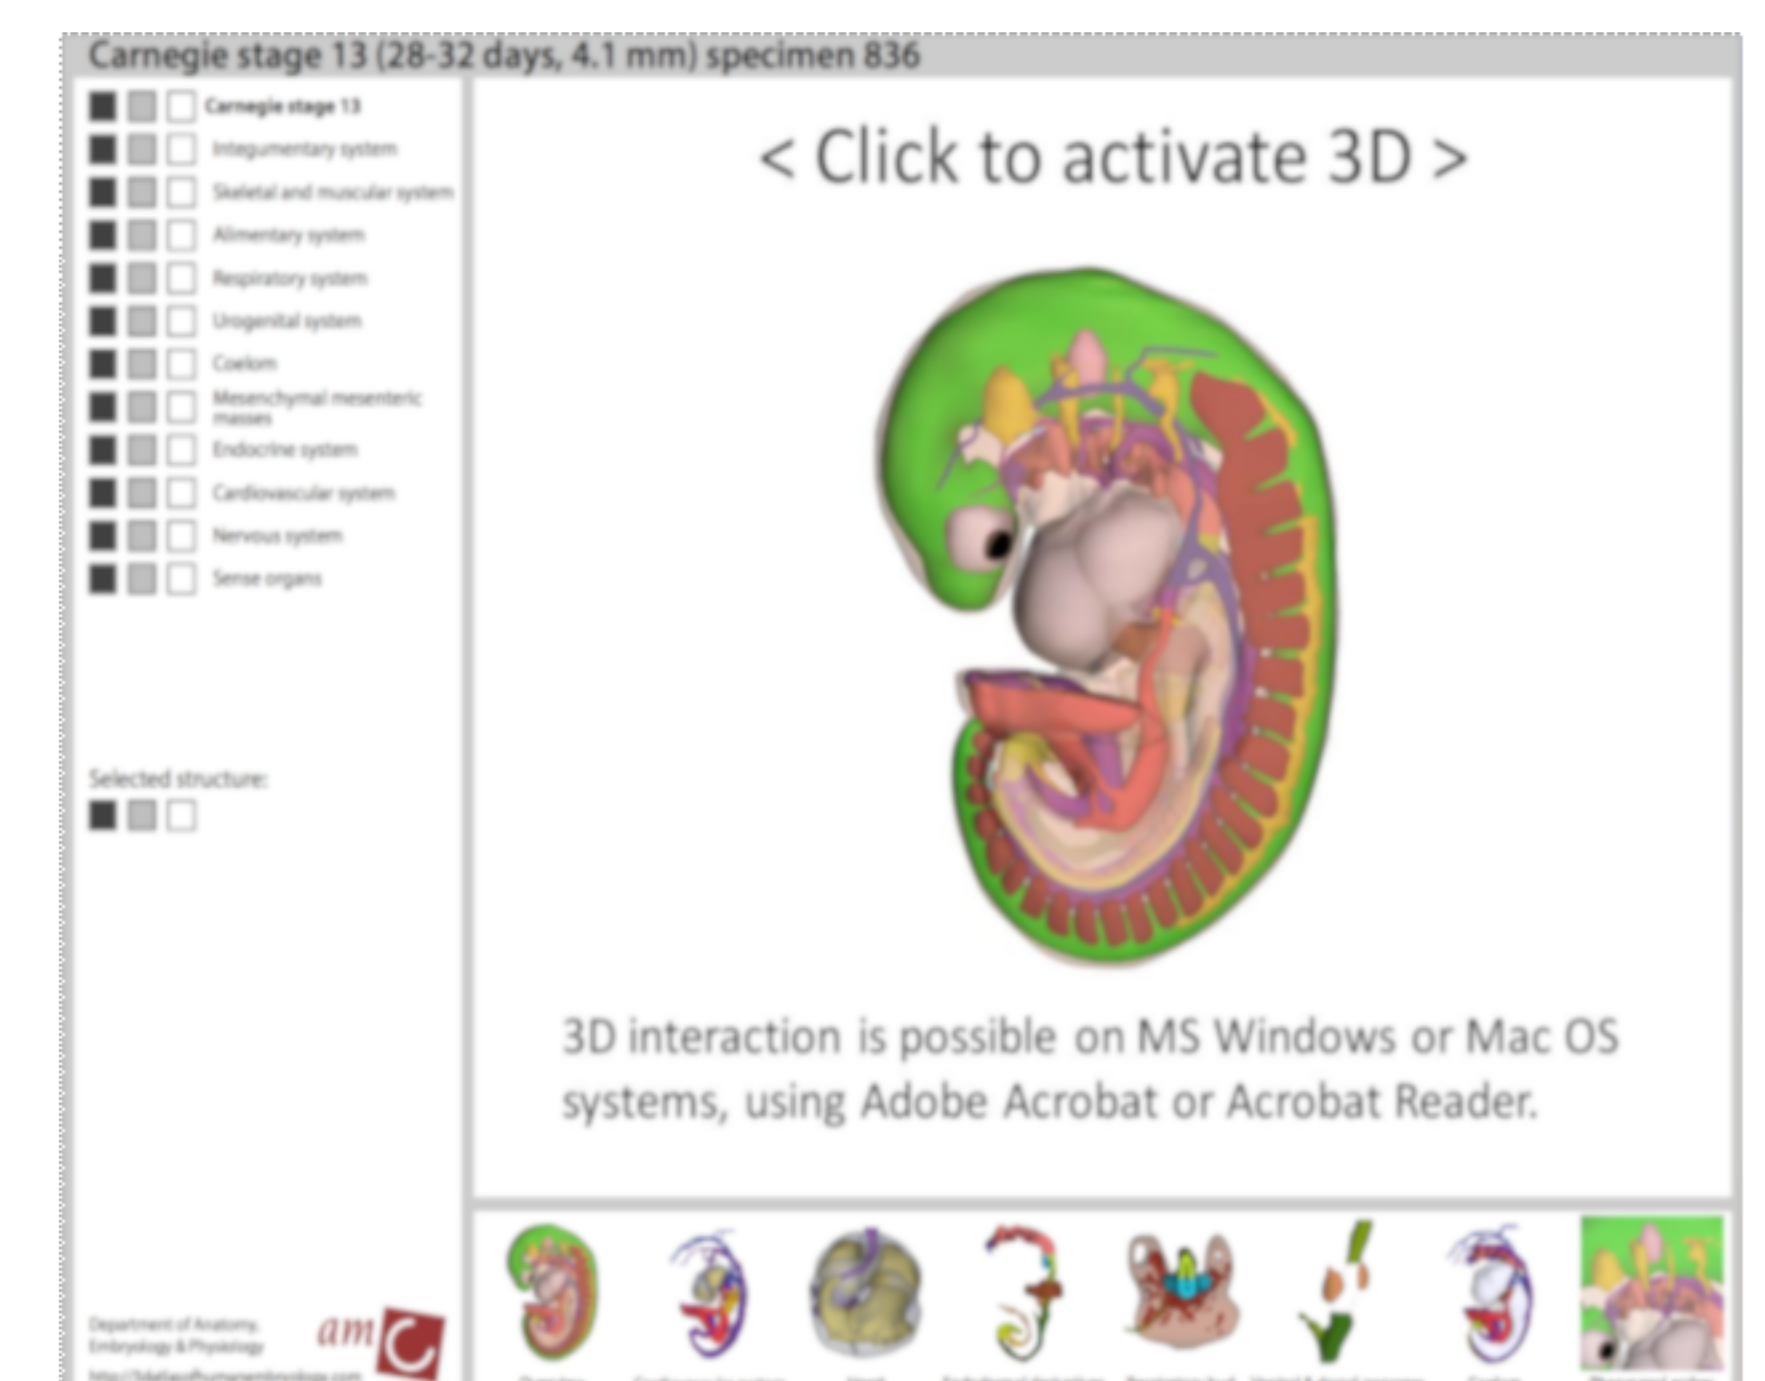 Carnegie stage 13 (28-32 days, 4.1 mm) specimen 836
Carnegie stage 13
Integumentary system
Skeletal and muscular system
Alimentary system
Respiratory system
Urogenital system
Coelom
Mesenchymal mesenteric
masses
Endocrine system
Cardiovascular system
Nervous system
Sense organs
Selected structure:
Department of Anatomy,
Embryology & Physiology
amC
< Click to activate 3D >
3D interaction is possible on MS Windows or Mac OS
systems, using Adobe Acrobat or Acrobat Reader.